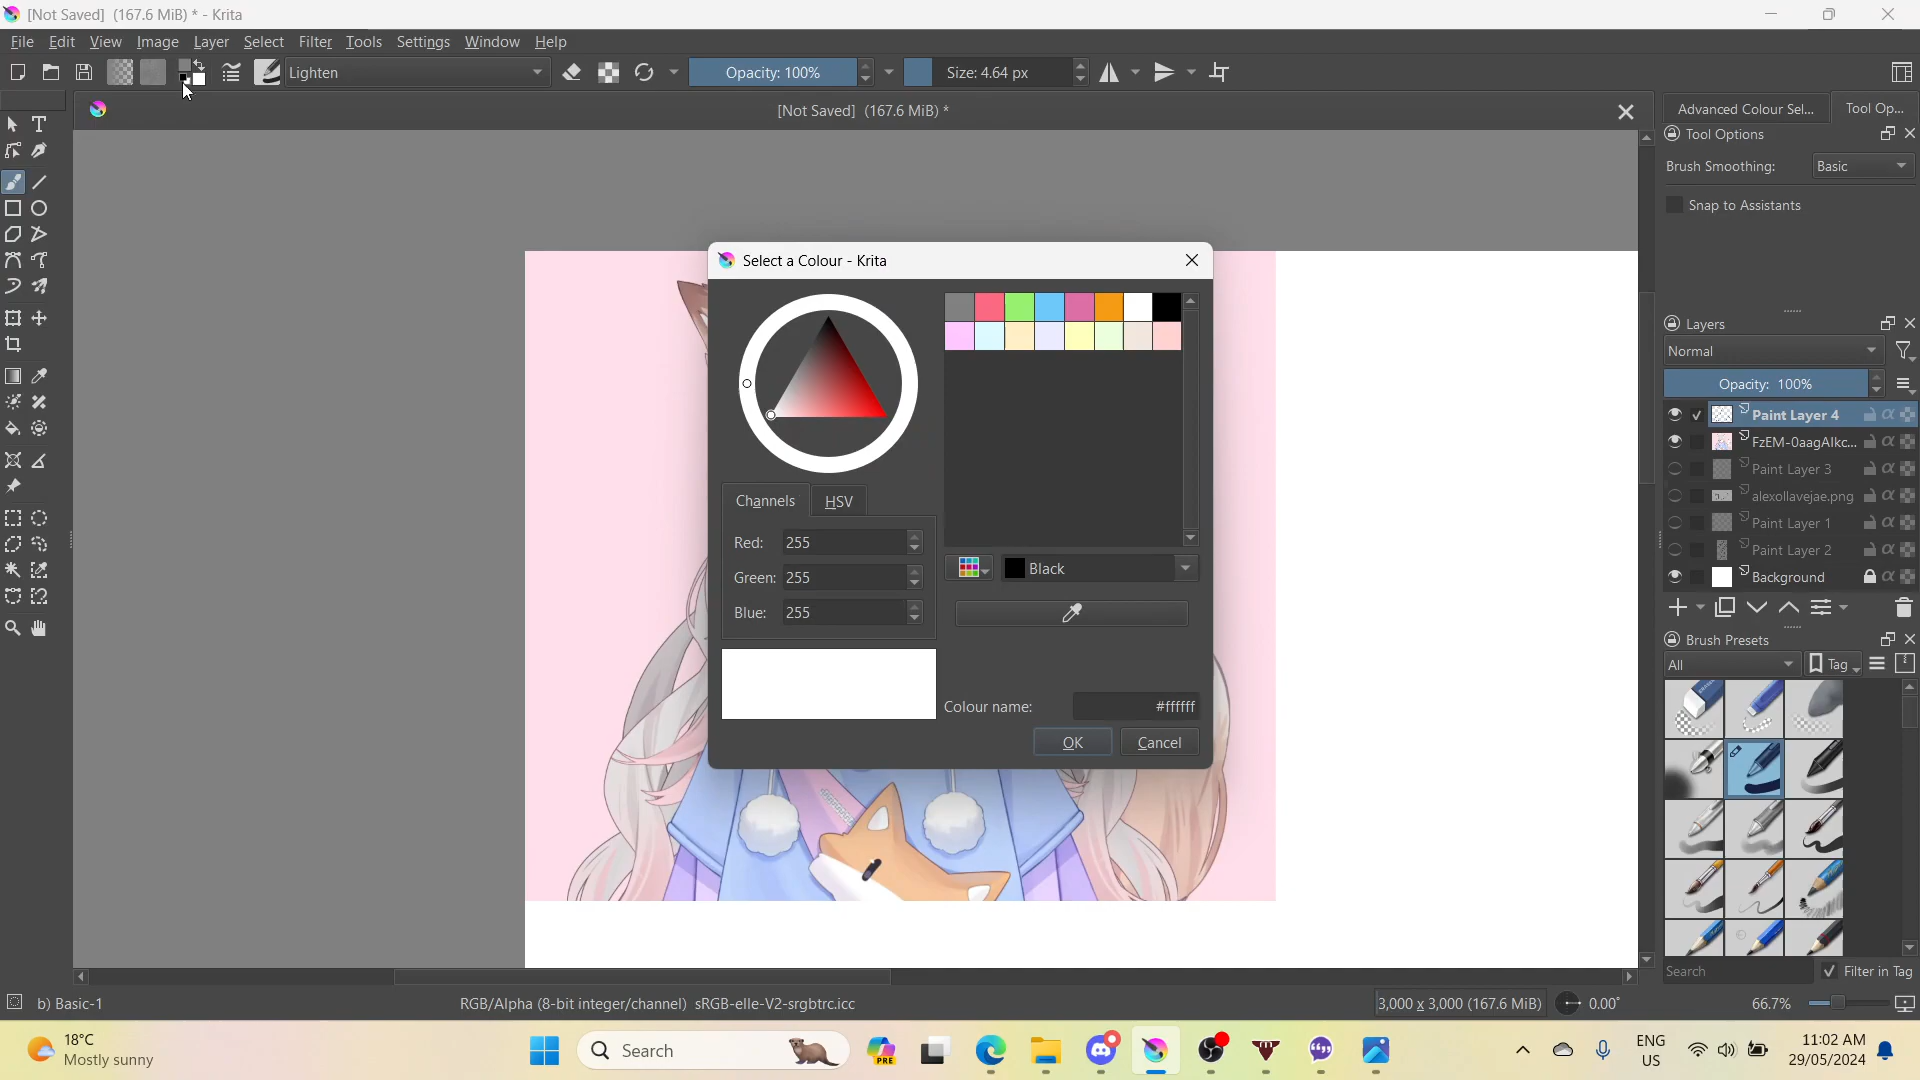 [Not Saved] (167.6 MiB) * - Krita
File Edit View Image Layer Select Filter Tools Settings Window Help
Lighten
Opacity: 100%
Size: 4.64 px
[Not Saved] (167.6 MiB) *
Advanced Colour Sel...
Tool Op...
Tool Options
Brush Smoothing:
Basic
Snap to Assistants
Select a Colour - Krita
Channels
HSV
Red: 255
Green: 255
Blue: 255
Black
Colour name:
#ffffff
OK
Cancel
Layers
Normal
Opacity: 100%
Paint Layer 4
FzEM-0aagAIkc...
Paint Layer 3
alexollavejae.png
Paint Layer 1
Paint Layer 2
Background
Brush Presets
All
Tag
Search
Filter in Tag
b) Basic-1
RGB/Alpha (8-bit integer/channel) sRGB-elle-V2-srgbtrc.icc
3,000 x 3,000 (167.6 MiB)
0.00°
66.7%
18°C
Mostly sunny
Search
PRE
ENG
US
11:02 AM
29/05/2024